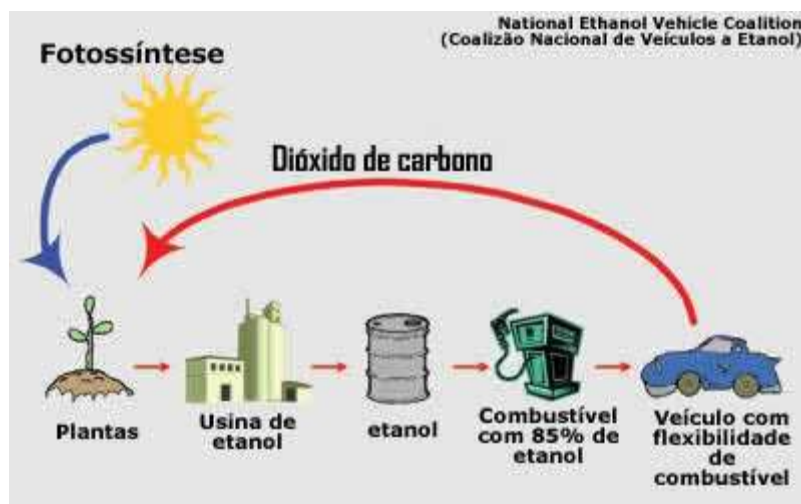 National Ethanol Vehicle Coalition
(Coalizão Nacional de Veículos a Etanol)
Fotossíntese
Dióxido de carbono
Plantas
Usina de
etanol
etanol
Combustível
com 85% de
etanol
Veículo com
flexibilidade
de
combustível